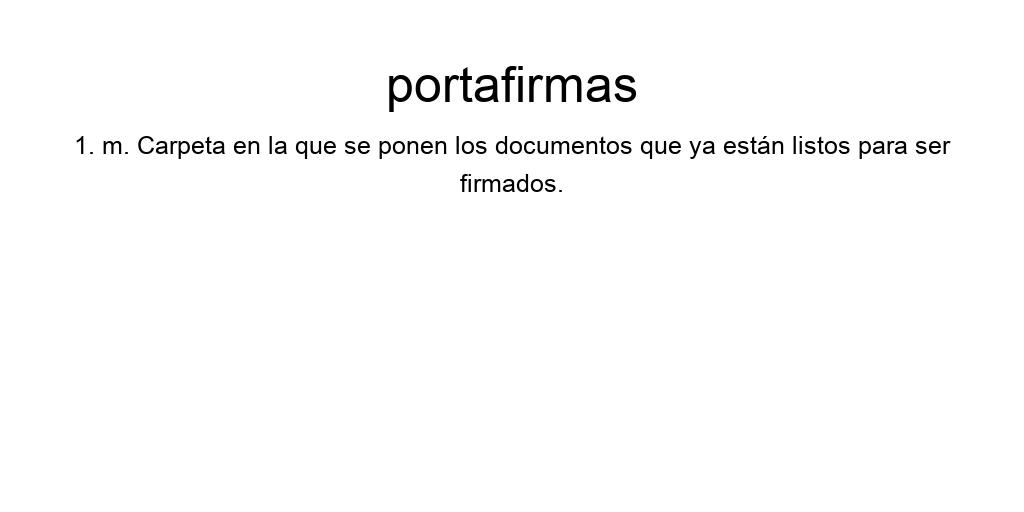 portafirmas
1. m. Carpeta en la que se ponen los documentos que ya están listos para ser
firmados.